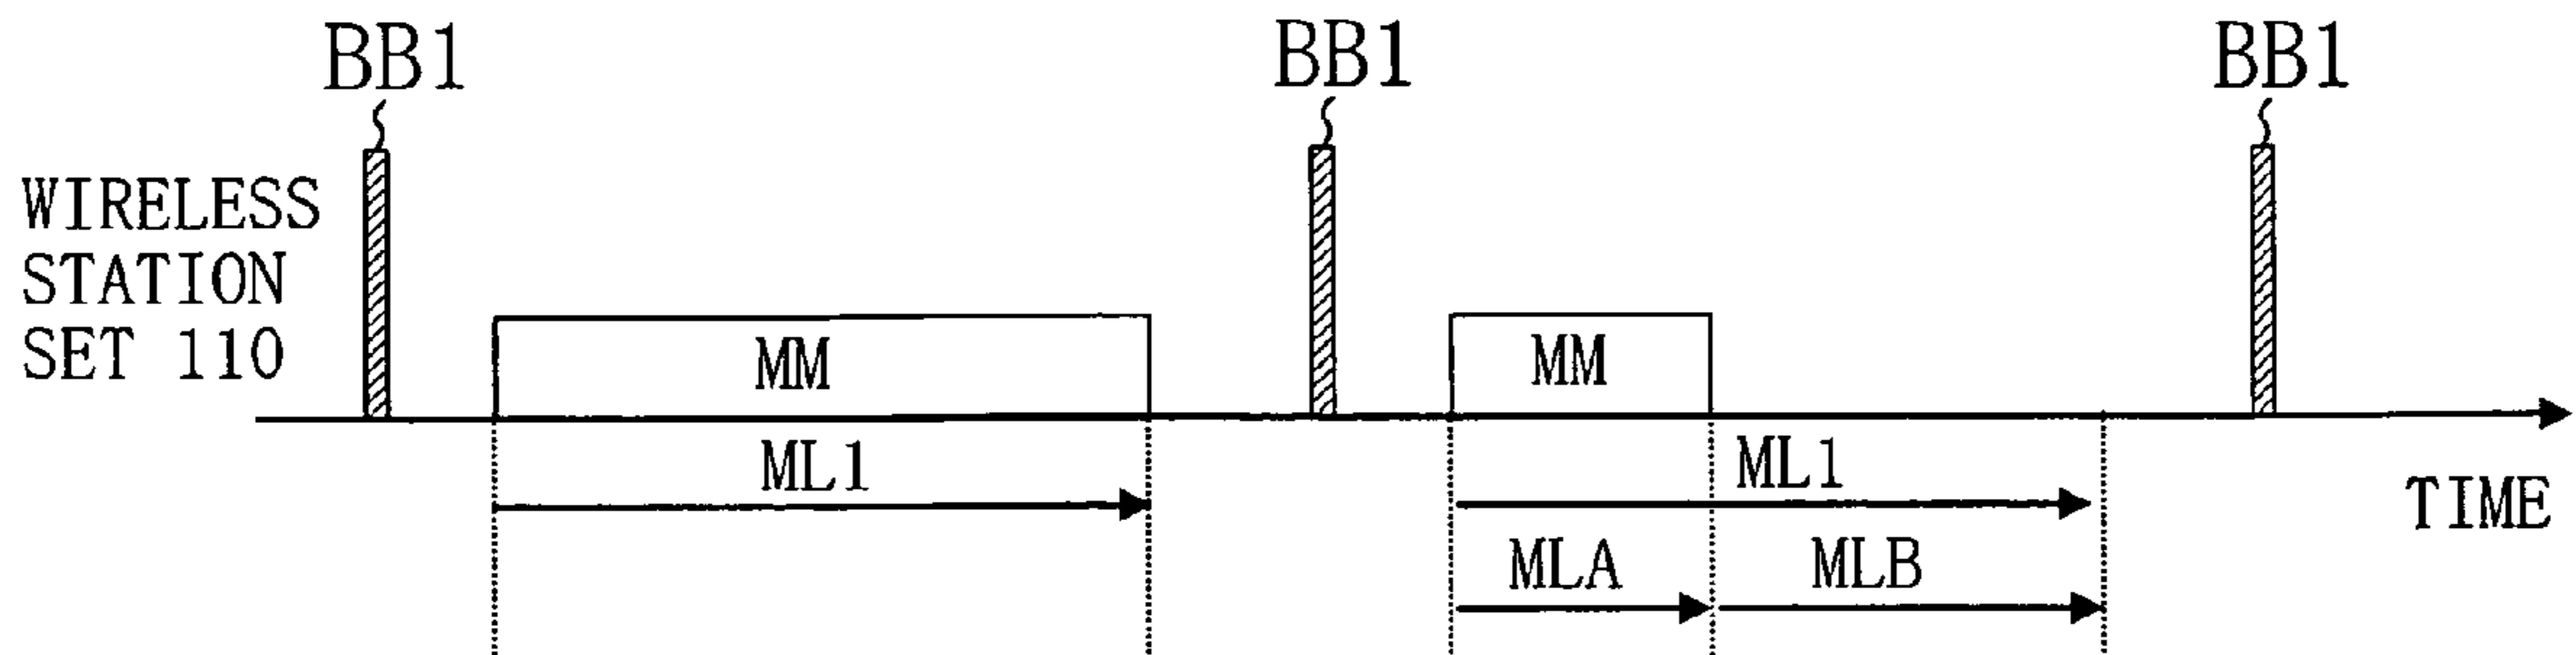 BB1
BB1
BB1
WIRELESS
STATION
SET 110
MM
MM
ML1
ML1
TIME
MLA
MLB